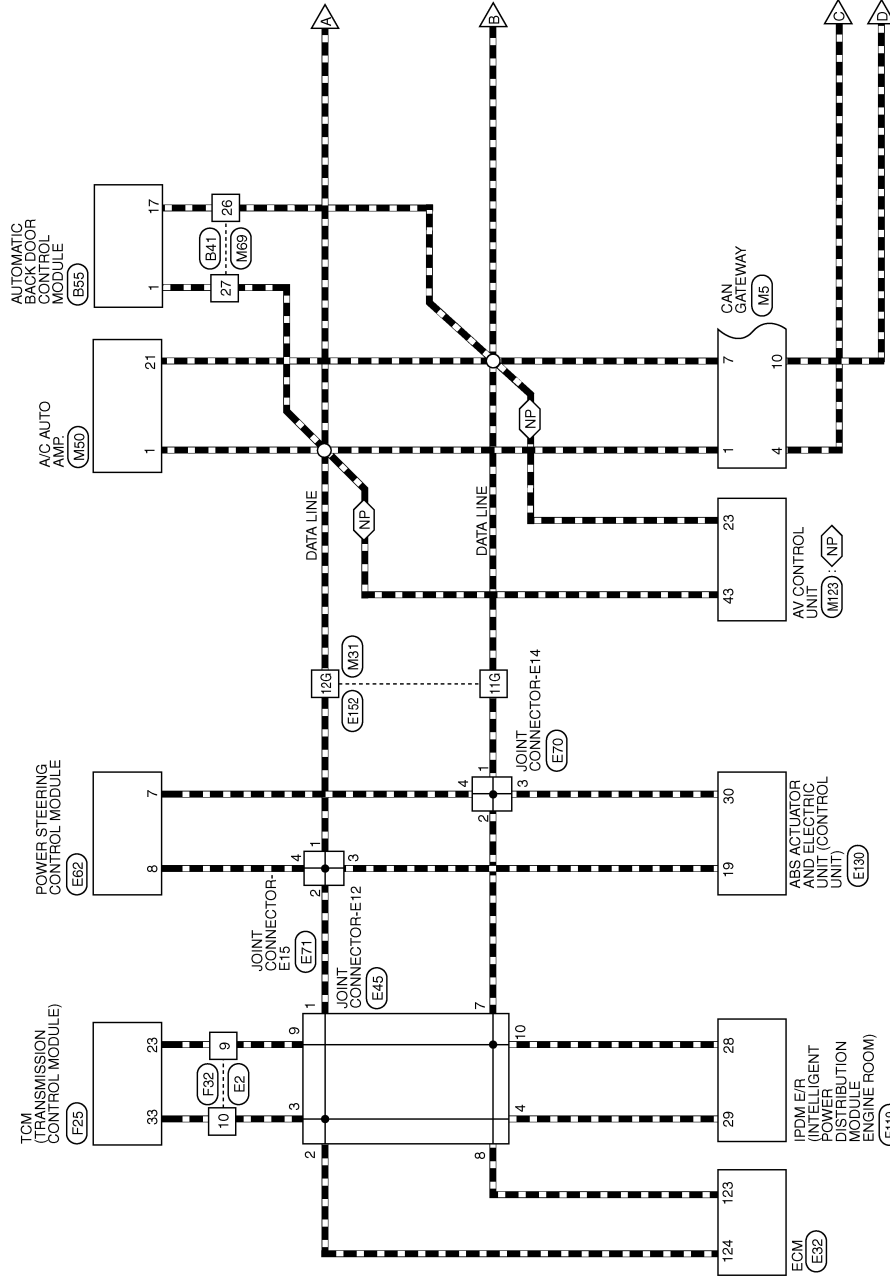 TCM
(TRANSMISSION
CONTROL MODULE)
F25
33
23
10
9
F32
E2
3
9
2
1
8
7
4
10
JOINT
CONNECTOR-E12
E45
29
28
IPDM E/R
(INTELLIGENT
POWER
DISTRIBUTION
MODULE
ENGINE ROOM)
124
123
ECM
E32
POWER STEERING
CONTROL MODULE
E62
8
7
JOINT
CONNECTOR-
E15
E71
4
1
2
3
4
1
2
3
JOINT
CONNECTOR-E14
E70
19
30
ABS ACTUATOR
AND ELECTRIC
UNIT (CONTROL
UNIT)
E130
12G
M31
E152
11G
DATA LINE
DATA LINE
A/C AUTO
AMP.
M50
1
21
AUTOMATIC
BACK DOOR
CONTROL
MODULE
B55
1
17
27
26
B41
M69
NP
NP
43
23
AV CONTROL
UNIT
M123 : NP
CAN
GATEWAY
M5
1
7
4
10
A
B
C
D